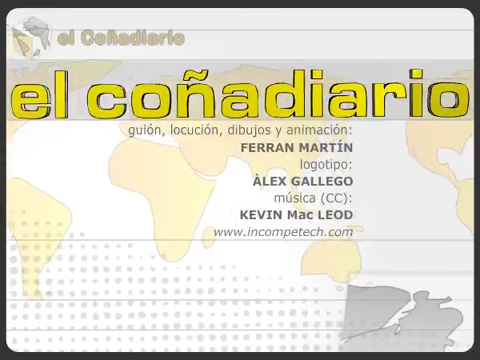 el Coñadiario
el coñadiario
guión, locución, dibujos y animación:
FERRAN MARTÍN
logotipo:
ÀLEX GALLEGO
música (CC):
KEVIN Mac LEOD
www.incompetech.com